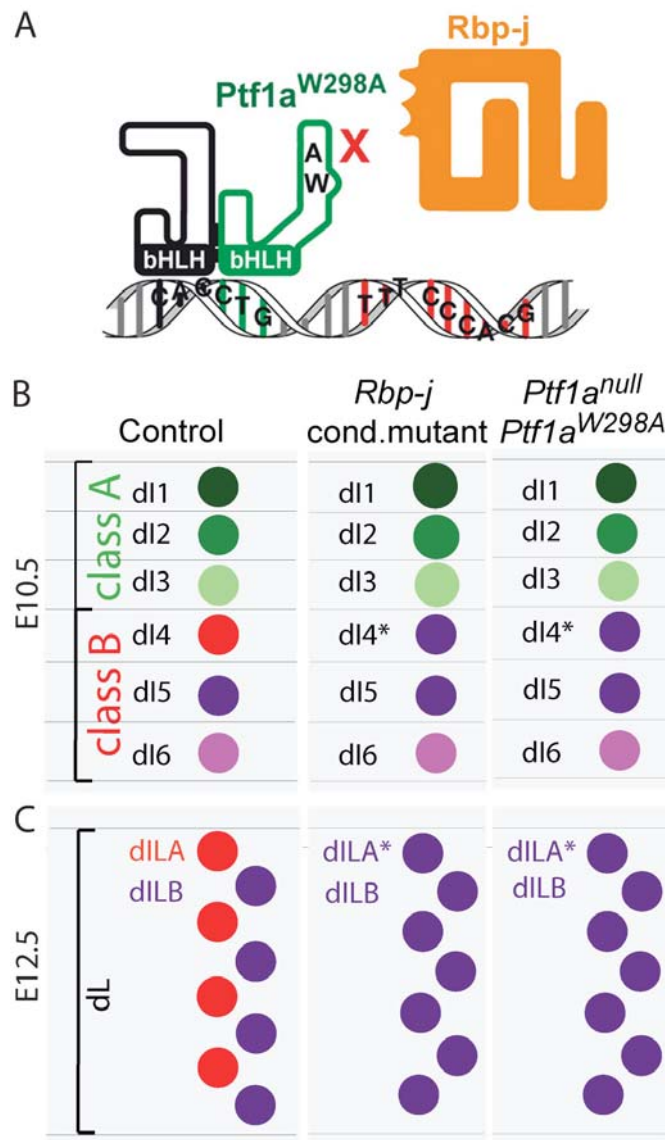 A
Rbp-j
Ptf1a^W298A
X
A
W
bHLH bHLH
CATCCTG TTTCCCACG
B
Control
Rbp-j
cond.mutant
Ptf1a^null
Ptf1a^W298A
E10.5
class A
class B
dI1 dI1 dI1
dI2 dI2 dI2
dI3 dI3 dI3
dI4 dI4* dI4*
dI5 dI5 dI5
dI6 dI6 dI6
C
E12.5
dL
dILA dILA* dILA*
dILB dILB dILB